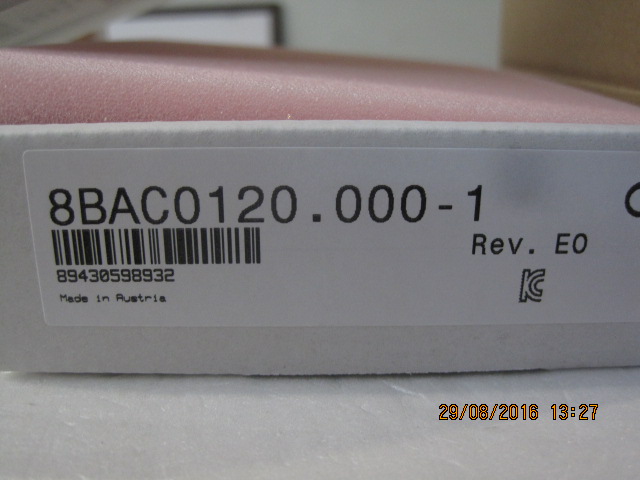 8BAC0120.000-1
Rev. E0
89430598932
Made in Austria
29/08/2016 13:27